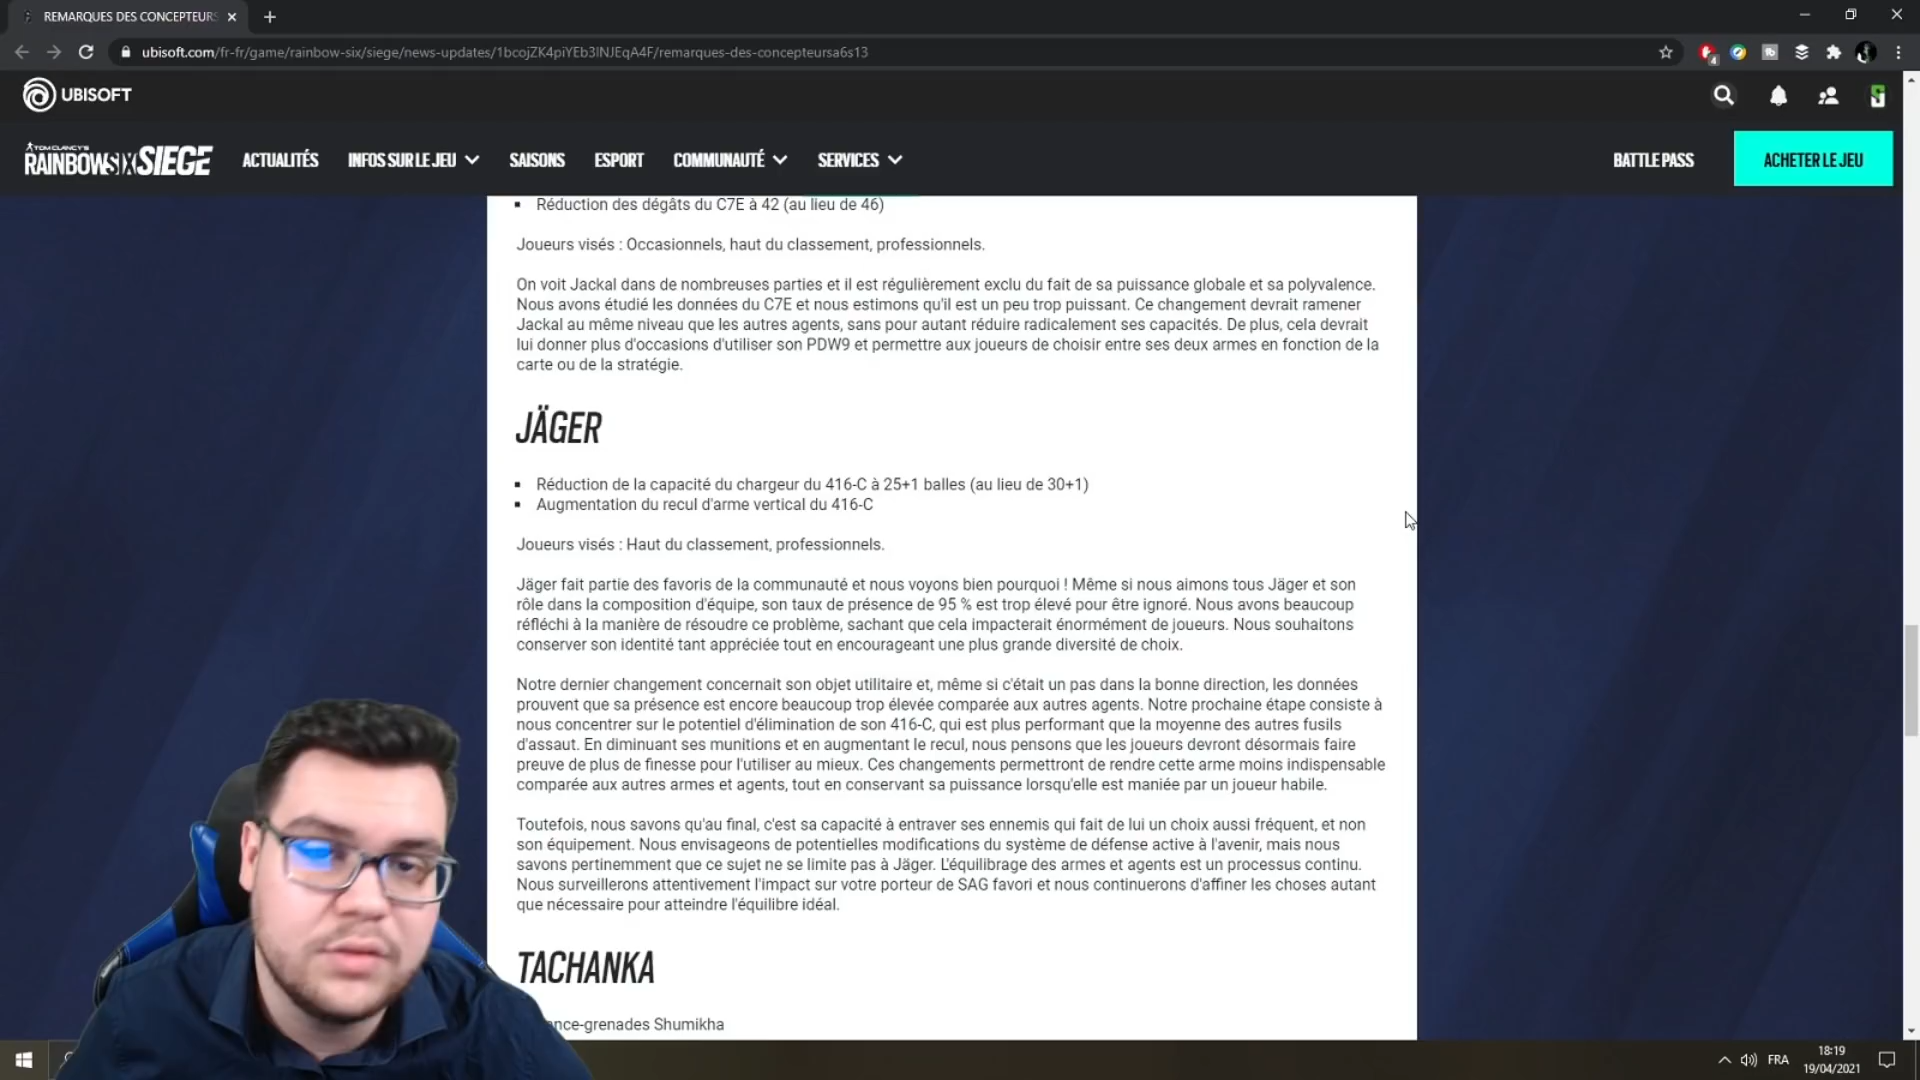 REMARQUES DES CONCEPTEURS
ubisoft.com/fr-fr/game/rainbow-six/siege/news-updates/1bcojZK4piYEb3lNJEqA4F/remarques-des-concepteursa6s13
4
UBISOFT
TOM CLANCY'S
RAINBOWSIX SIEGE
ACTUALITÉS
INFOS SUR LE JEU
SAISONS
ESPORT
COMMUNAUTÉ
SERVICES
BATTLE PASS
ACHETER LE JEU
▪ Réduction des dégâts du C7E à 42 (au lieu de 46)
Joueurs visés : Occasionnels, haut du classement, professionnels.
On voit Jackal dans de nombreuses parties et il est régulièrement exclu du fait de sa puissance globale et sa polyvalence.
Nous avons étudié les données du C7E et nous estimons qu'il est un peu trop puissant. Ce changement devrait ramener
Jackal au même niveau que les autres agents, sans pour autant réduire radicalement ses capacités. De plus, cela devrait
lui donner plus d'occasions d'utiliser son PDW9 et permettre aux joueurs de choisir entre ses deux armes en fonction de la
carte ou de la stratégie.
JÄGER
▪ Réduction de la capacité du chargeur du 416-C à 25+1 balles (au lieu de 30+1)
▪ Augmentation du recul d'arme vertical du 416-C
Joueurs visés : Haut du classement, professionnels.
Jäger fait partie des favoris de la communauté et nous voyons bien pourquoi ! Même si nous aimons tous Jäger et son
rôle dans la composition d'équipe, son taux de présence de 95 % est trop élevé pour être ignoré. Nous avons beaucoup
réfléchi à la manière de résoudre ce problème, sachant que cela impacterait énormément de joueurs. Nous souhaitons
conserver son identité tant appréciée tout en encourageant une plus grande diversité de choix.
Notre dernier changement concernait son objet utilitaire et, même si c'était un pas dans la bonne direction, les données
prouvent que sa présence est encore beaucoup trop élevée comparée aux autres agents. Notre prochaine étape consiste à
nous concentrer sur le potentiel d'élimination de son 416-C, qui est plus performant que la moyenne des autres fusils
d'assaut. En diminuant ses munitions et en augmentant le recul, nous pensons que les joueurs devront désormais faire
preuve de plus de finesse pour l'utiliser au mieux. Ces changements permettront de rendre cette arme moins indispensable
comparée aux autres armes et agents, tout en conservant sa puissance lorsqu'elle est maniée par un joueur habile.
Toutefois, nous savons qu'au final, c'est sa capacité à entraver ses ennemis qui fait de lui un choix aussi fréquent, et non
son équipement. Nous envisageons de potentielles modifications du système de défense active à l'avenir, mais nous
savons pertinemment que ce sujet ne se limite pas à Jäger. L'équilibrage des armes et agents est un processus continu.
Nous surveillerons attentivement l'impact sur votre porteur de SAG favori et nous continuerons d'affiner les choses autant
que nécessaire pour atteindre l'équilibre idéal.
TACHANKA
nce-grenades Shumikha
FRA
18:19
19/04/2021